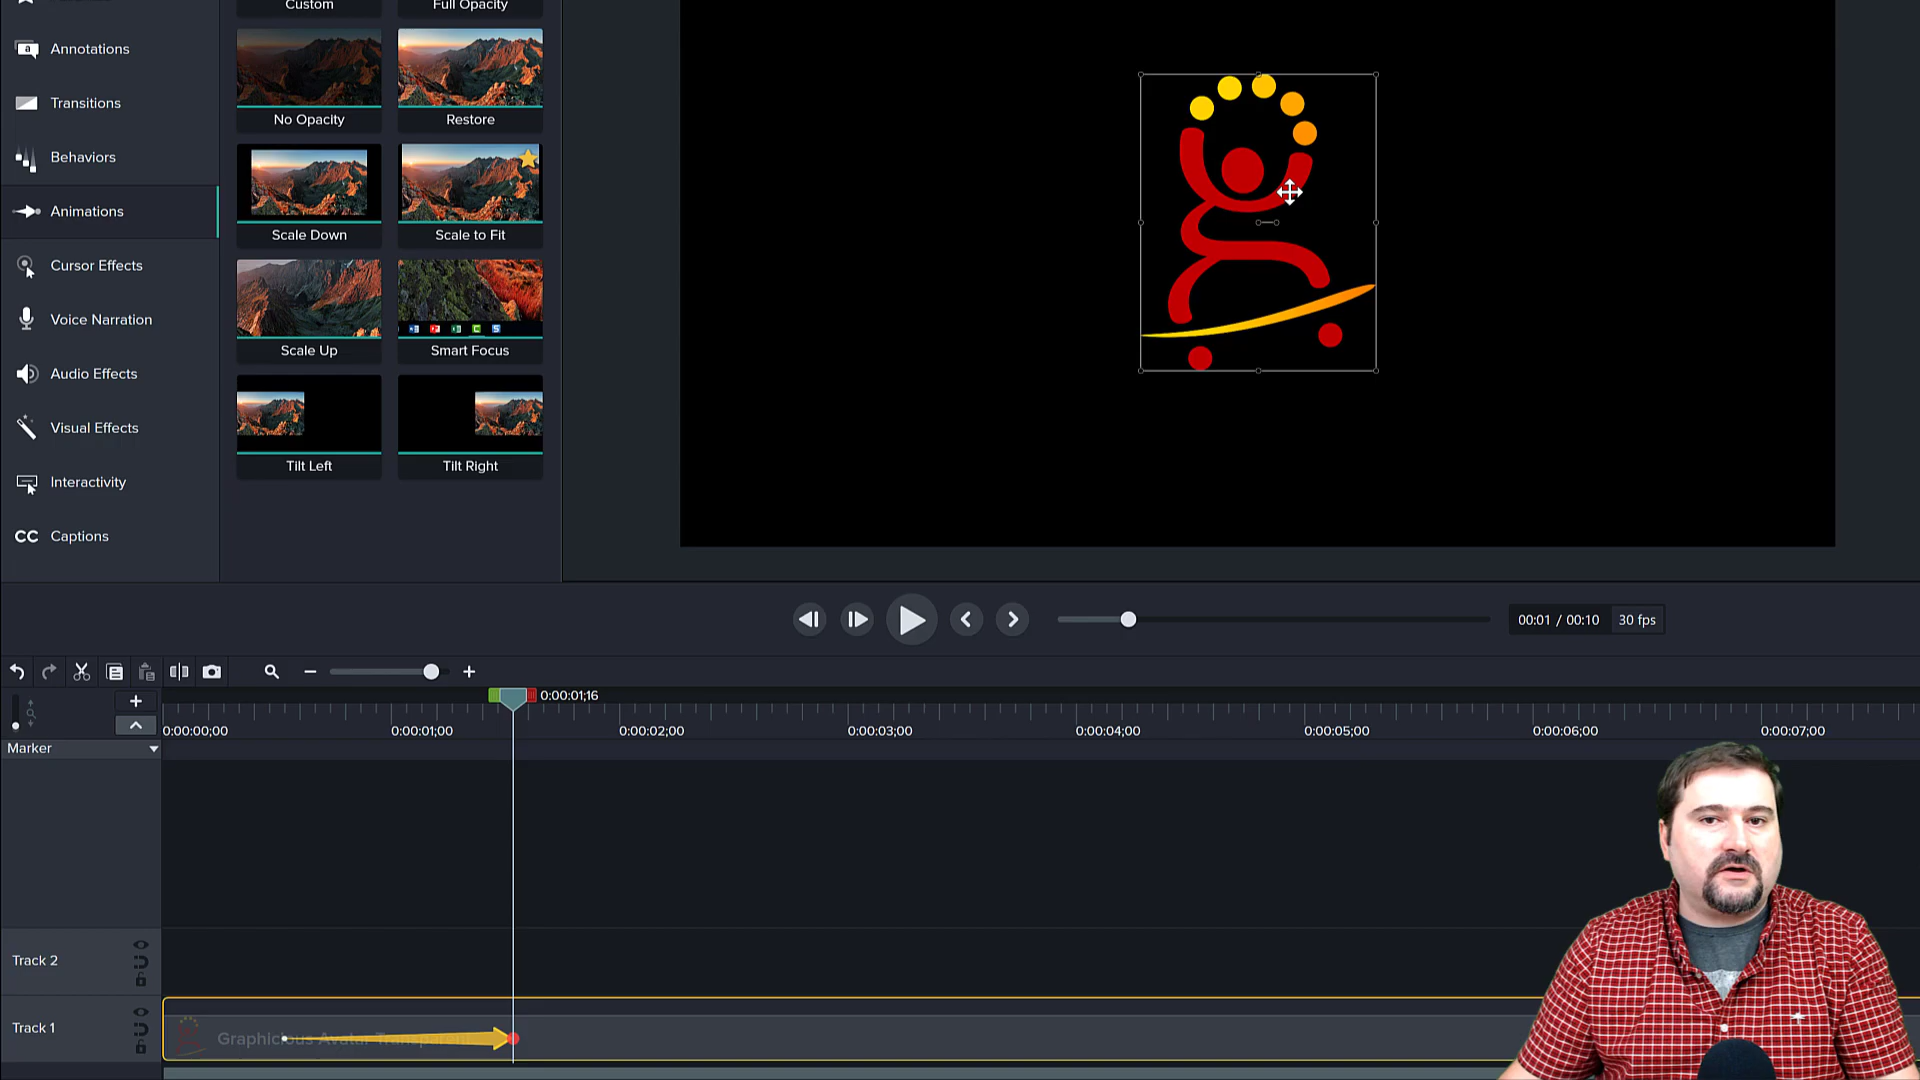 Custom
Full Opacity
Annotations
Transitions
No Opacity
Restore
Behaviors
Animations
Scale Down
Scale to Fit
Cursor Effects
Voice Narration
Scale Up
Smart Focus
Audio Effects
Visual Effects
Tilt Left
Tilt Right
Interactivity
CC Captions
00:01 / 00:10
30 fps
0:00:01;16
0:00:00;00
0:00:01;00
0:00:02;00
0:00:03;00
0:00:04;00
0:00:05;00
0:00:06;00
0:00:07;00
Marker
Track 2
Track 1
Graphicious Avatar Transparent